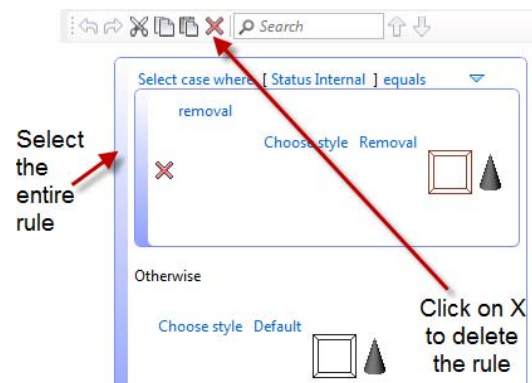 Search
Select case where [ Status Internal ] equals
removal
Choose style Removal
Select
the
entire
rule
Otherwise
Choose style Default
Click on X
to delete
the rule